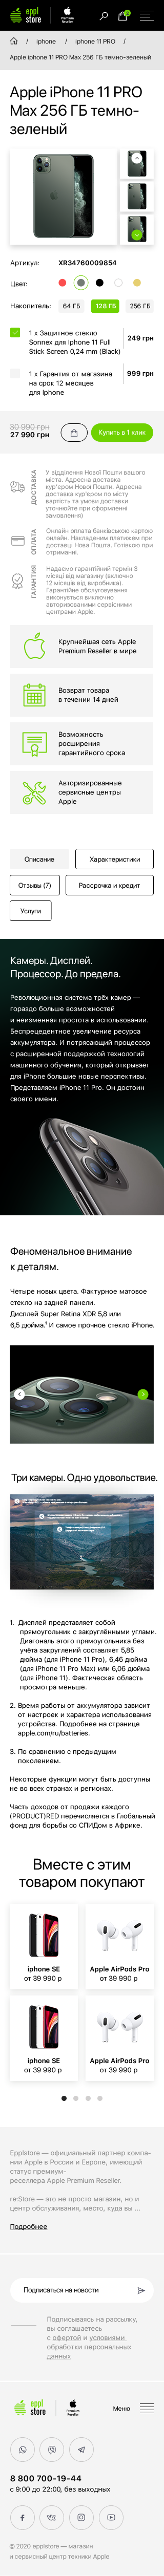 eppl
store
Premium
Reseller
/ iphone / iphone 11 PRO /
Apple iphone 11 PRO Max 256 ГБ темно-зеленый
Apple iPhone 11 PRO
Max 256 ГБ темно-
зеленый
Артикул: XR34760009854
Цвет:
Накопитель: 64 ГБ 128 ГБ 256 ГБ
1 x Защитное стекло
Sonnex для Iphone 11 Full
Stick Screen 0,24 mm (Black)
249 грн
1 x Гарантия от магазина
на срок 12 месяцев
для Iphone
999 грн
30 990 грн
27 990 грн
Купить в 1 клик
ДОСТАВКА
У відділення Нової Пошти вашого
міста. Адресна доставка
кур'єром Нової Пошти. Адресна
доставка кур'єром по місту
вартість та умови доставки
уточнюйте при оформленні
замовлення)
ОПЛАТА
Онлайн оплата банківською картою
онлайн. Накладеним платежем при
доставці Нова Пошта. Готівкою при
отриманні.
ГАРАНТИЯ
Надаємо гарантійний термін 3
місяці від магазину (включно
12 місяців від виробника).
Гарантійне обслуговування
виконується виключно
авторизованими сервісними
центрами Apple.
Крупнейшая сеть Apple
Premium Reseller в мире
Возврат товара
в течении 14 дней
Возможность
розширения
гарантийного срока
Авторизированные
сервисные центры
Apple
Описание
Характеристики
Отзывы (7)
Рассрочка и кредит
Услуги
Камеры. Дисплей.
Процессор. До предела.
Революционная система трёх камер —
гораздо больше возможностей
и неизменная простота в использовании.
Беспрецедентное увеличение ресурса
аккумулятора. И потрясающий процессор
с расширенной поддержкой технологий
машинного обучения, который открывает
для iPhone большие новые перспективы.
Представляем iPhone 11 Pro. Он достоин
своего имени.
Феноменальное внимание
к деталям.
Четыре новых цвета. Фактурное матовое
стекло на задней панели.
Дисплей Super Retina XDR 5,8 или
6,5 дюйма.¹ И самое прочное стекло iPhone.
Три камеры. Одно удовольствие.
1. Дисплей представляет собой
прямоугольник с закруглёнными углами.
Диагональ этого прямоугольника без
учёта закруглений составляет 5,85
дюйма (для iPhone 11 Pro), 6,46 дюйма
(для iPhone 11 Pro Max) или 6,06 дюйма
(для iPhone 11). Фактическая область
просмотра меньше.
2. Время работы от аккумулятора зависит
от настроек и характера использования
устройства. Подробнее на странице
apple.com/ru/batteries.
3. По сравнению с предыдущим
поколением.
Некоторые функции могут быть доступны
не во всех странах и регионах.
Часть доходов от продажи каждого
(PRODUCT)RED перечисляется в Глобальный
фонд для борьбы со СПИДом в Африке.
Вместе с этим
товаром покупают
iphone SE
от 39 990 р
Apple AirPods Pro
от 39 990 р
iphone SE
от 39 990 р
Apple AirPods Pro
от 39 990 р
Epplstore — официальный партнер компа-
нии Apple в России и Европе, имеющий
статус премиум-
реселлера Apple Premium Reseller.
re:Store — это не просто магазин, но и
центр обслуживания, место, куда вы ...
Подробнее
Подписаться на новости
Подписываясь на рассылку,
вы соглашаетесь
с офертой и условиями
обработки персональных
данных
eppl
store
Premium
Reseller
Меню
8 800 700-19-44
с 9:00 до 22:00, без выходных
© 2020 epplstore — магазин
и сервисный центр техники Apple